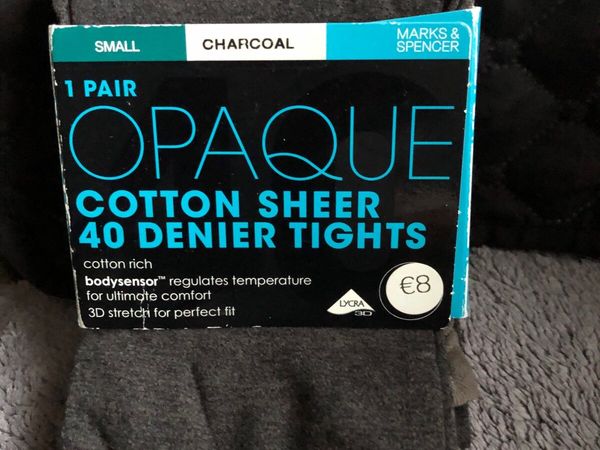 SMALL
CHARCOAL
MARKS &
SPENCER
1 PAIR
OPAQUE
COTTON SHEER
40 DENIER TIGHTS
cotton rich
bodysensor™ regulates temperature
for ultimate comfort
3D stretch for perfect fit
LYCRA
3D
€8